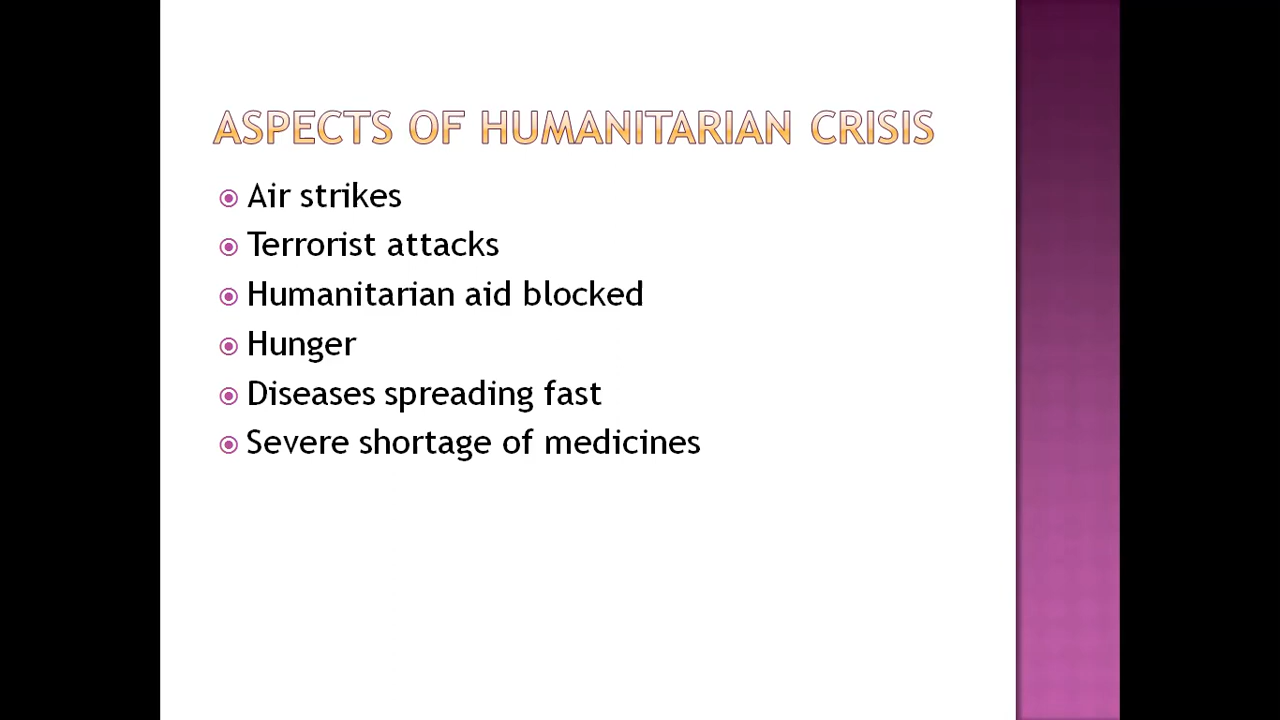 ASPECTS OF HUMANITARIAN CRISIS
Air strikes
Terrorist attacks
Humanitarian aid blocked
Hunger
Diseases spreading fast
Severe shortage of medicines